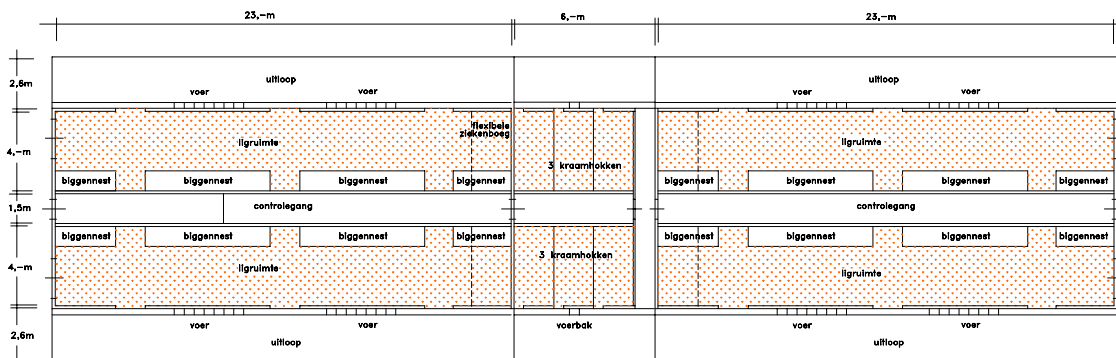 23,-m 6,-m 23,-m
2,6m
uitloop uitloop
voer voer voer voer
flexibele
ziekenboeg
4,-m
ligruimte ligruimte
3 kraamhokken
biggennest biggennest biggennest biggennest biggennest biggennest biggennest biggennest
1,5m
controlegang controlegang
biggennest biggennest biggennest biggennest biggennest biggennest biggennest biggennest
3 kraamhokken
4,-m
ligruimte ligruimte
voer voer voerbak voer voer
2,6m
uitloop uitloop